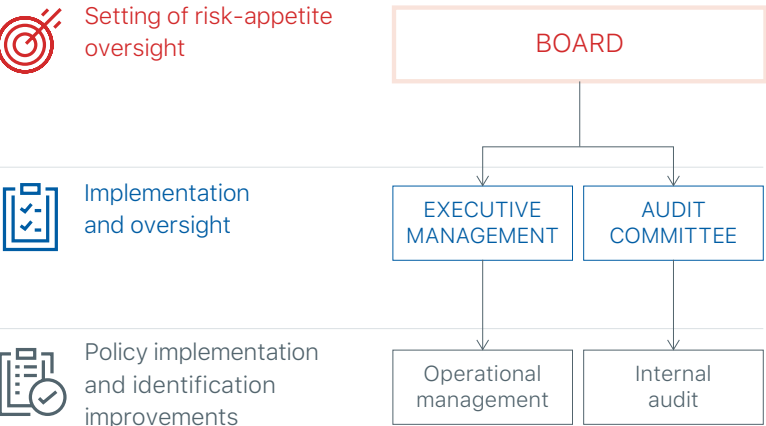 Setting of risk-appetite
oversight
BOARD
Implementation
and oversight
EXECUTIVE
MANAGEMENT
AUDIT
COMMITTEE
Policy implementation
and identification
improvements
Operational
management
Internal
audit